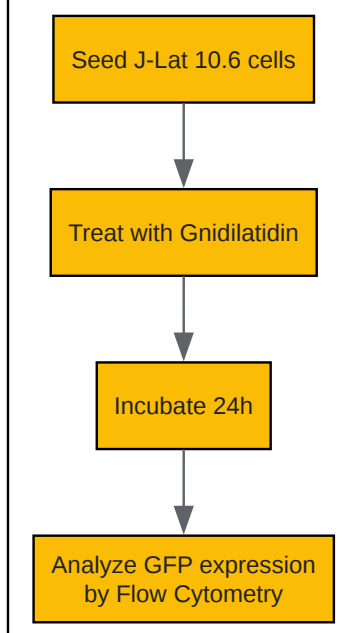 Seed J-Lat 10.6 cells
Treat with Gnidilatidin
Incubate 24h
Analyze GFP expression
by Flow Cytometry